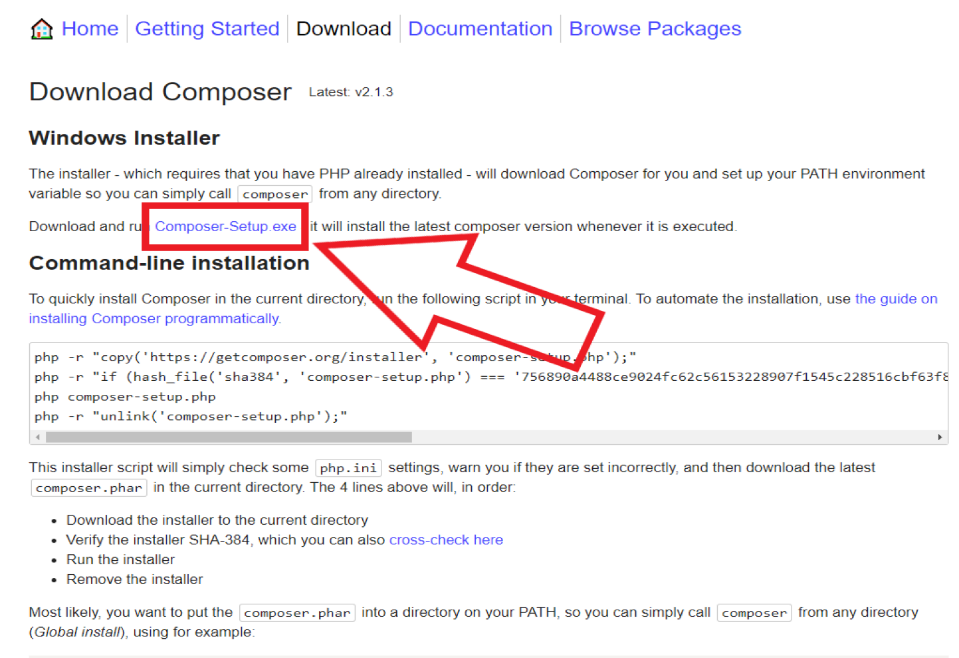 Home Getting Started Download Documentation Browse Packages
Download Composer Latest: v2.1.3
Windows Installer
The installer - which requires that you have PHP already installed - will download Composer for you and set up your PATH environment
variable so you can simply call composer from any directory.
Download and run Composer-Setup.exe it will install the latest composer version whenever it is executed.
Command-line installation
To quickly install Composer in the current directory, run the following script in your terminal. To automate the installation, use the guide on
installing Composer programmatically.
php -r "copy('https://getcomposer.org/installer', 'composer-setup.php');"
php -r "if (hash_file('sha384', 'composer-setup.php') === '756890a4488ce9024fc62c56153228907f1545c228516cbf63f8
php composer-setup.php
php -r "unlink('composer-setup.php');"
This installer script will simply check some php.ini settings, warn you if they are set incorrectly, and then download the latest
composer.phar in the current directory. The 4 lines above will, in order:
• Download the installer to the current directory
• Verify the installer SHA-384, which you can also cross-check here
• Run the installer
• Remove the installer
Most likely, you want to put the composer.phar into a directory on your PATH, so you can simply call composer from any directory
(Global install), using for example: